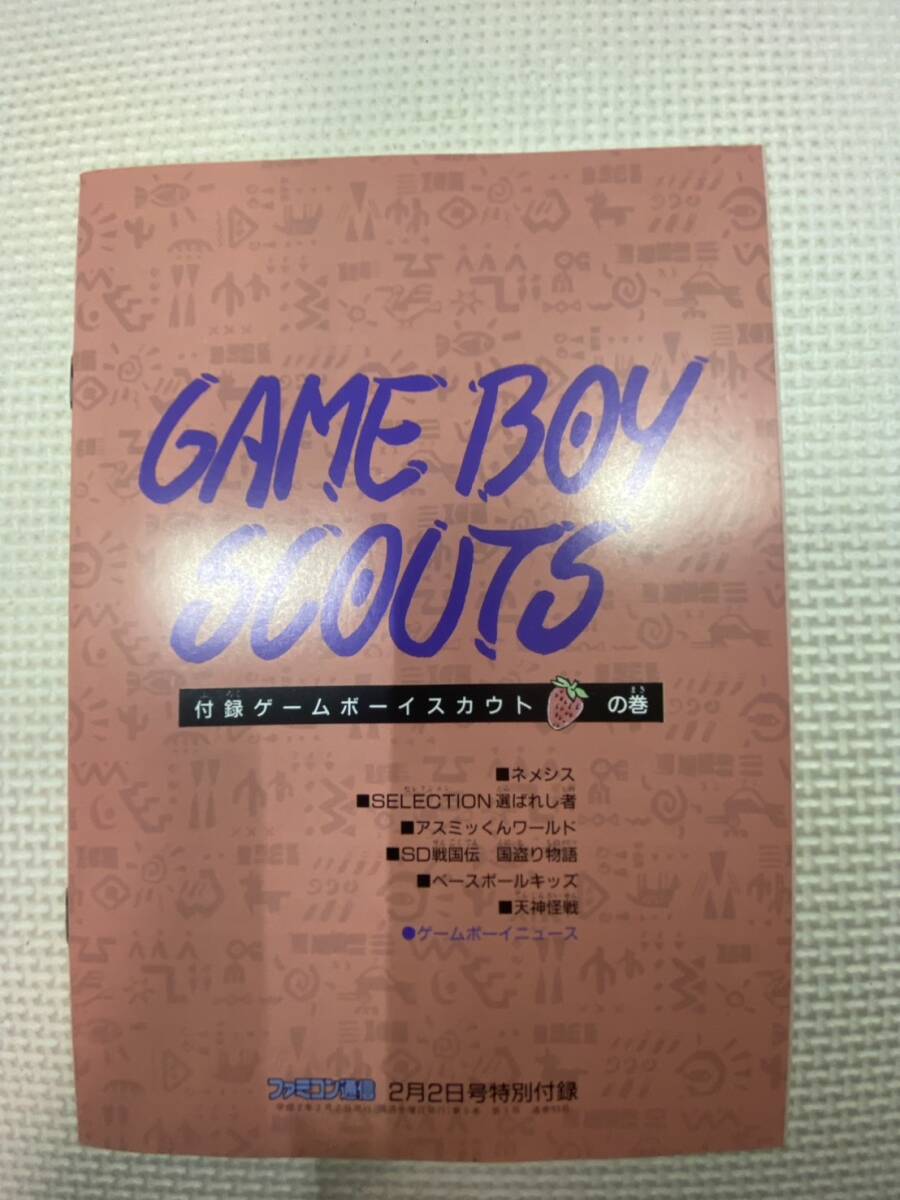 GAME BOY
SCOUTS
付録ゲームボーイスカウト の巻
■ネメシス
■SELECTION 選ばれし者
■アスミッくんワールド
■SD戦国伝 国盗り物語
■ベースボールキッズ
■天神怪戦
●ゲームボーイニュース
ファミコン通信 2月2日号特別付録